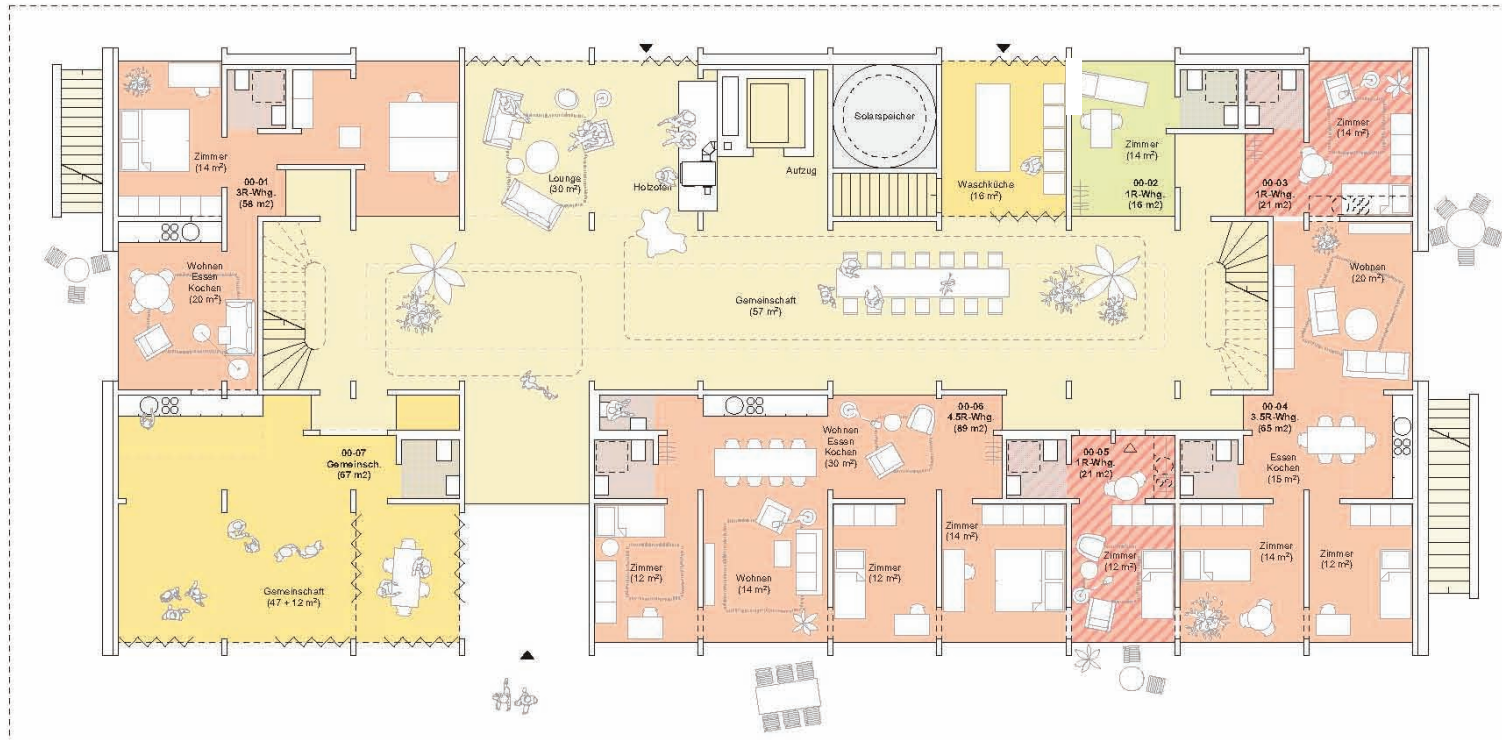 Zimmer
(14 m²)
00-01
3R-Whg.
(58 m2)
Lounge
(30 m²)
Holzofen
Aufzug
Solarspeicher
Waschküche
(16 m²)
Zimmer
(14 m²)
00-02
1R-Whg.
(16 m2)
Zimmer
(14 m²)
00-03
1R-Whg.
(21 m2)
Wohnen
Essen
Kochen
(20 m²)
Gemeinschaft
(57 m²)
Wohnen
(20 m²)
00-07
Gemeinsch.
(67 m2)
Gemeinschaft
(47 + 12 m²)
Wohnen
Essen
Kochen
(30 m²)
00-06
4.5R-Whg.
(89 m2)
00-05
1R-Whg.
(21 m2)
00-04
3.5R-Whg.
(65 m2)
Essen
Kochen
(15 m²)
Zimmer
(12 m²)
Wohnen
(14 m²)
Zimmer
(12 m²)
Zimmer
(14 m²)
Zimmer
(12 m²)
Zimmer
(14 m²)
Zimmer
(12 m²)